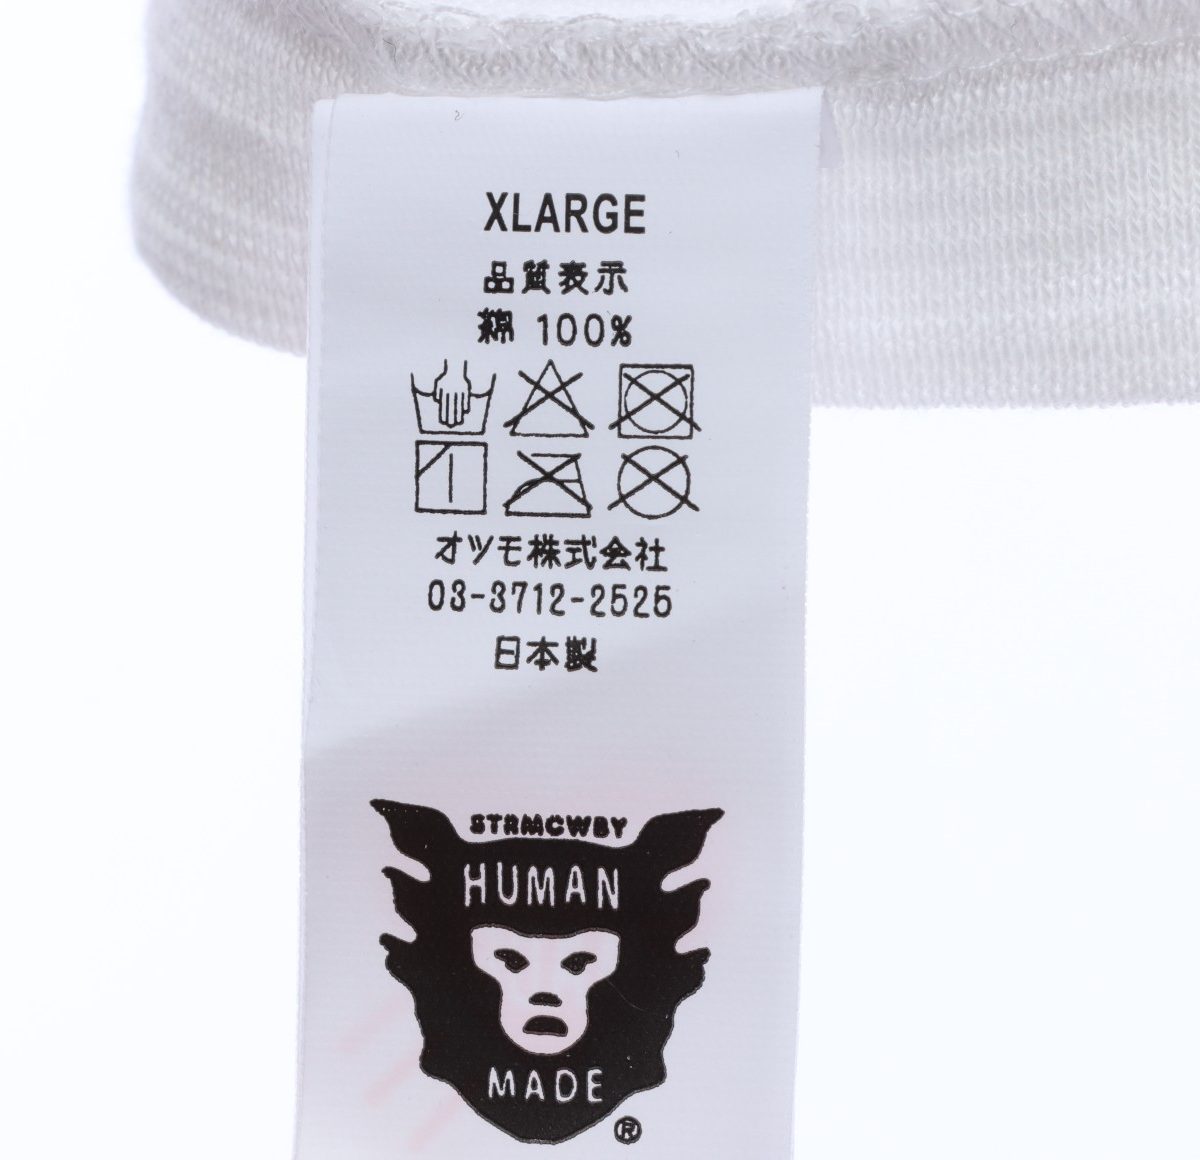 XLARGE
品質表示
綿 100%
オツモ株式会社
03-3712-2525
日本製
STRMCWBY
HUMAN
MADE
®